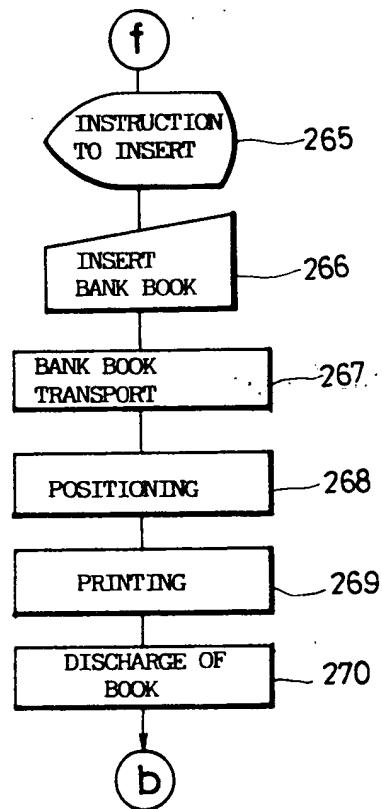 f
INSTRUCTION
TO INSERT
265
INSERT
BANK BOOK
266
BANK BOOK
TRANSPORT
267
POSITIONING
268
PRINTING
269
DISCHARGE OF
BOOK
270
b